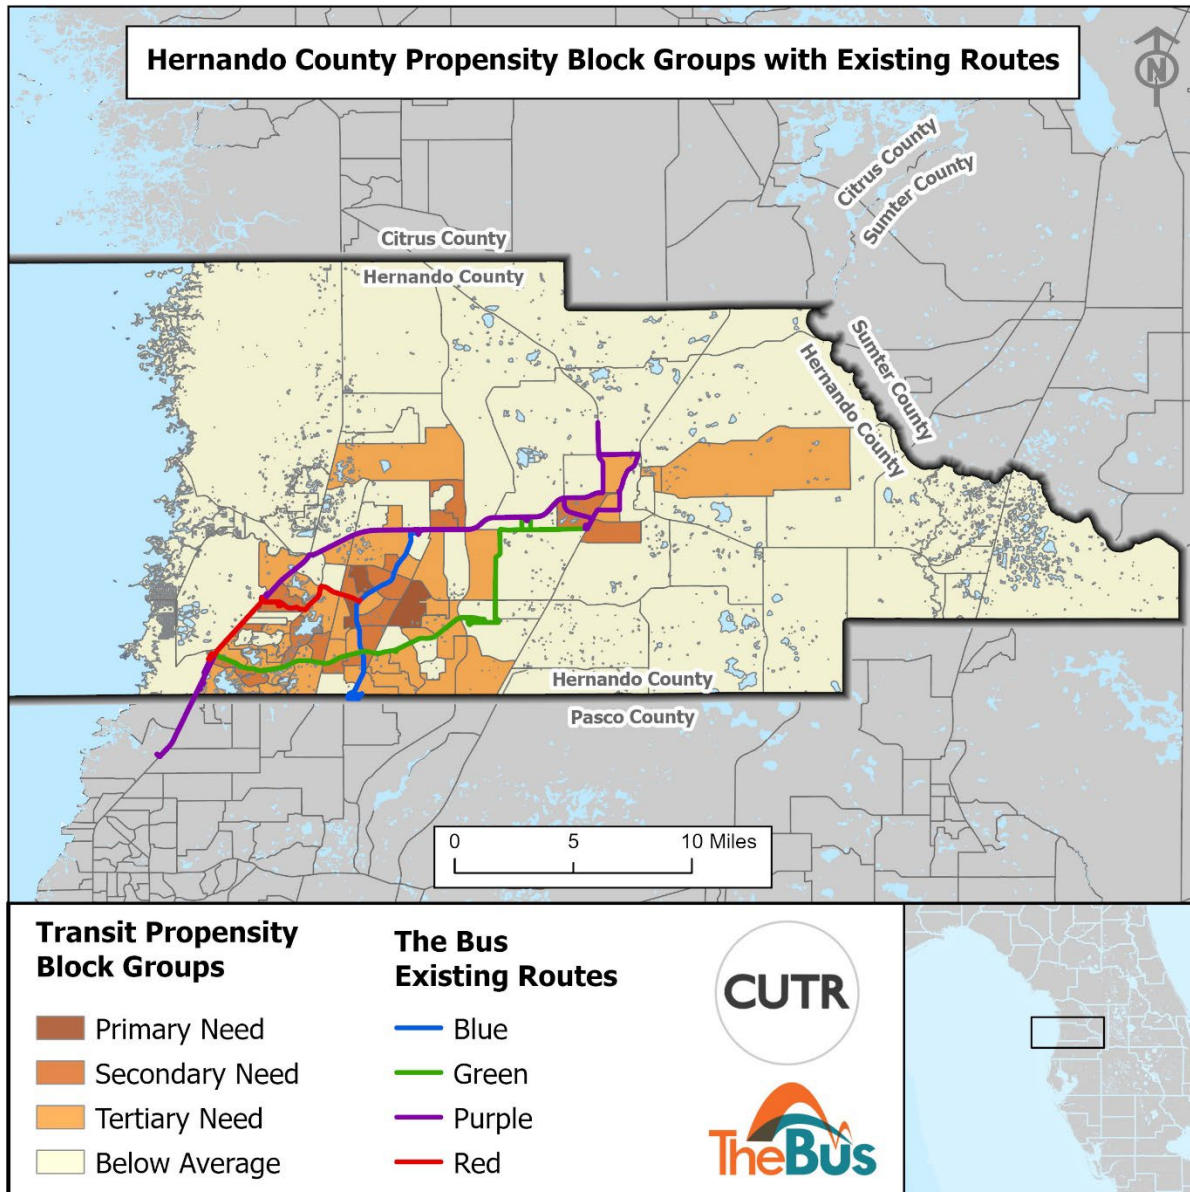 Hernando County Propensity Block Groups with Existing Routes
N
Citrus County
Sumter County
Citrus County
Hernando County
Sumter County
Hernando County
Hernando County
Pasco County
0 5 10 Miles
Transit Propensity
Block Groups
Primary Need
Secondary Need
Tertiary Need
Below Average
The Bus
Existing Routes
Blue
Green
Purple
Red
CUTR
TheBus